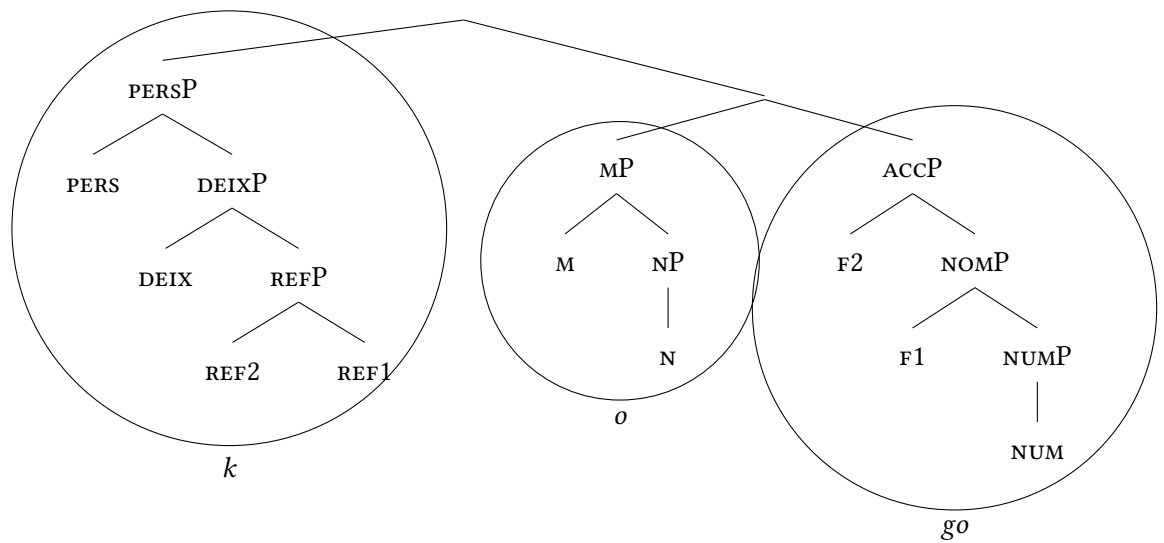 PERSP
PERS DEIXP
MP ACCP
DEIX REFP
M NP F2 NOMP
REF2 REF1
N F1 NUMP
o
NUM
k
go